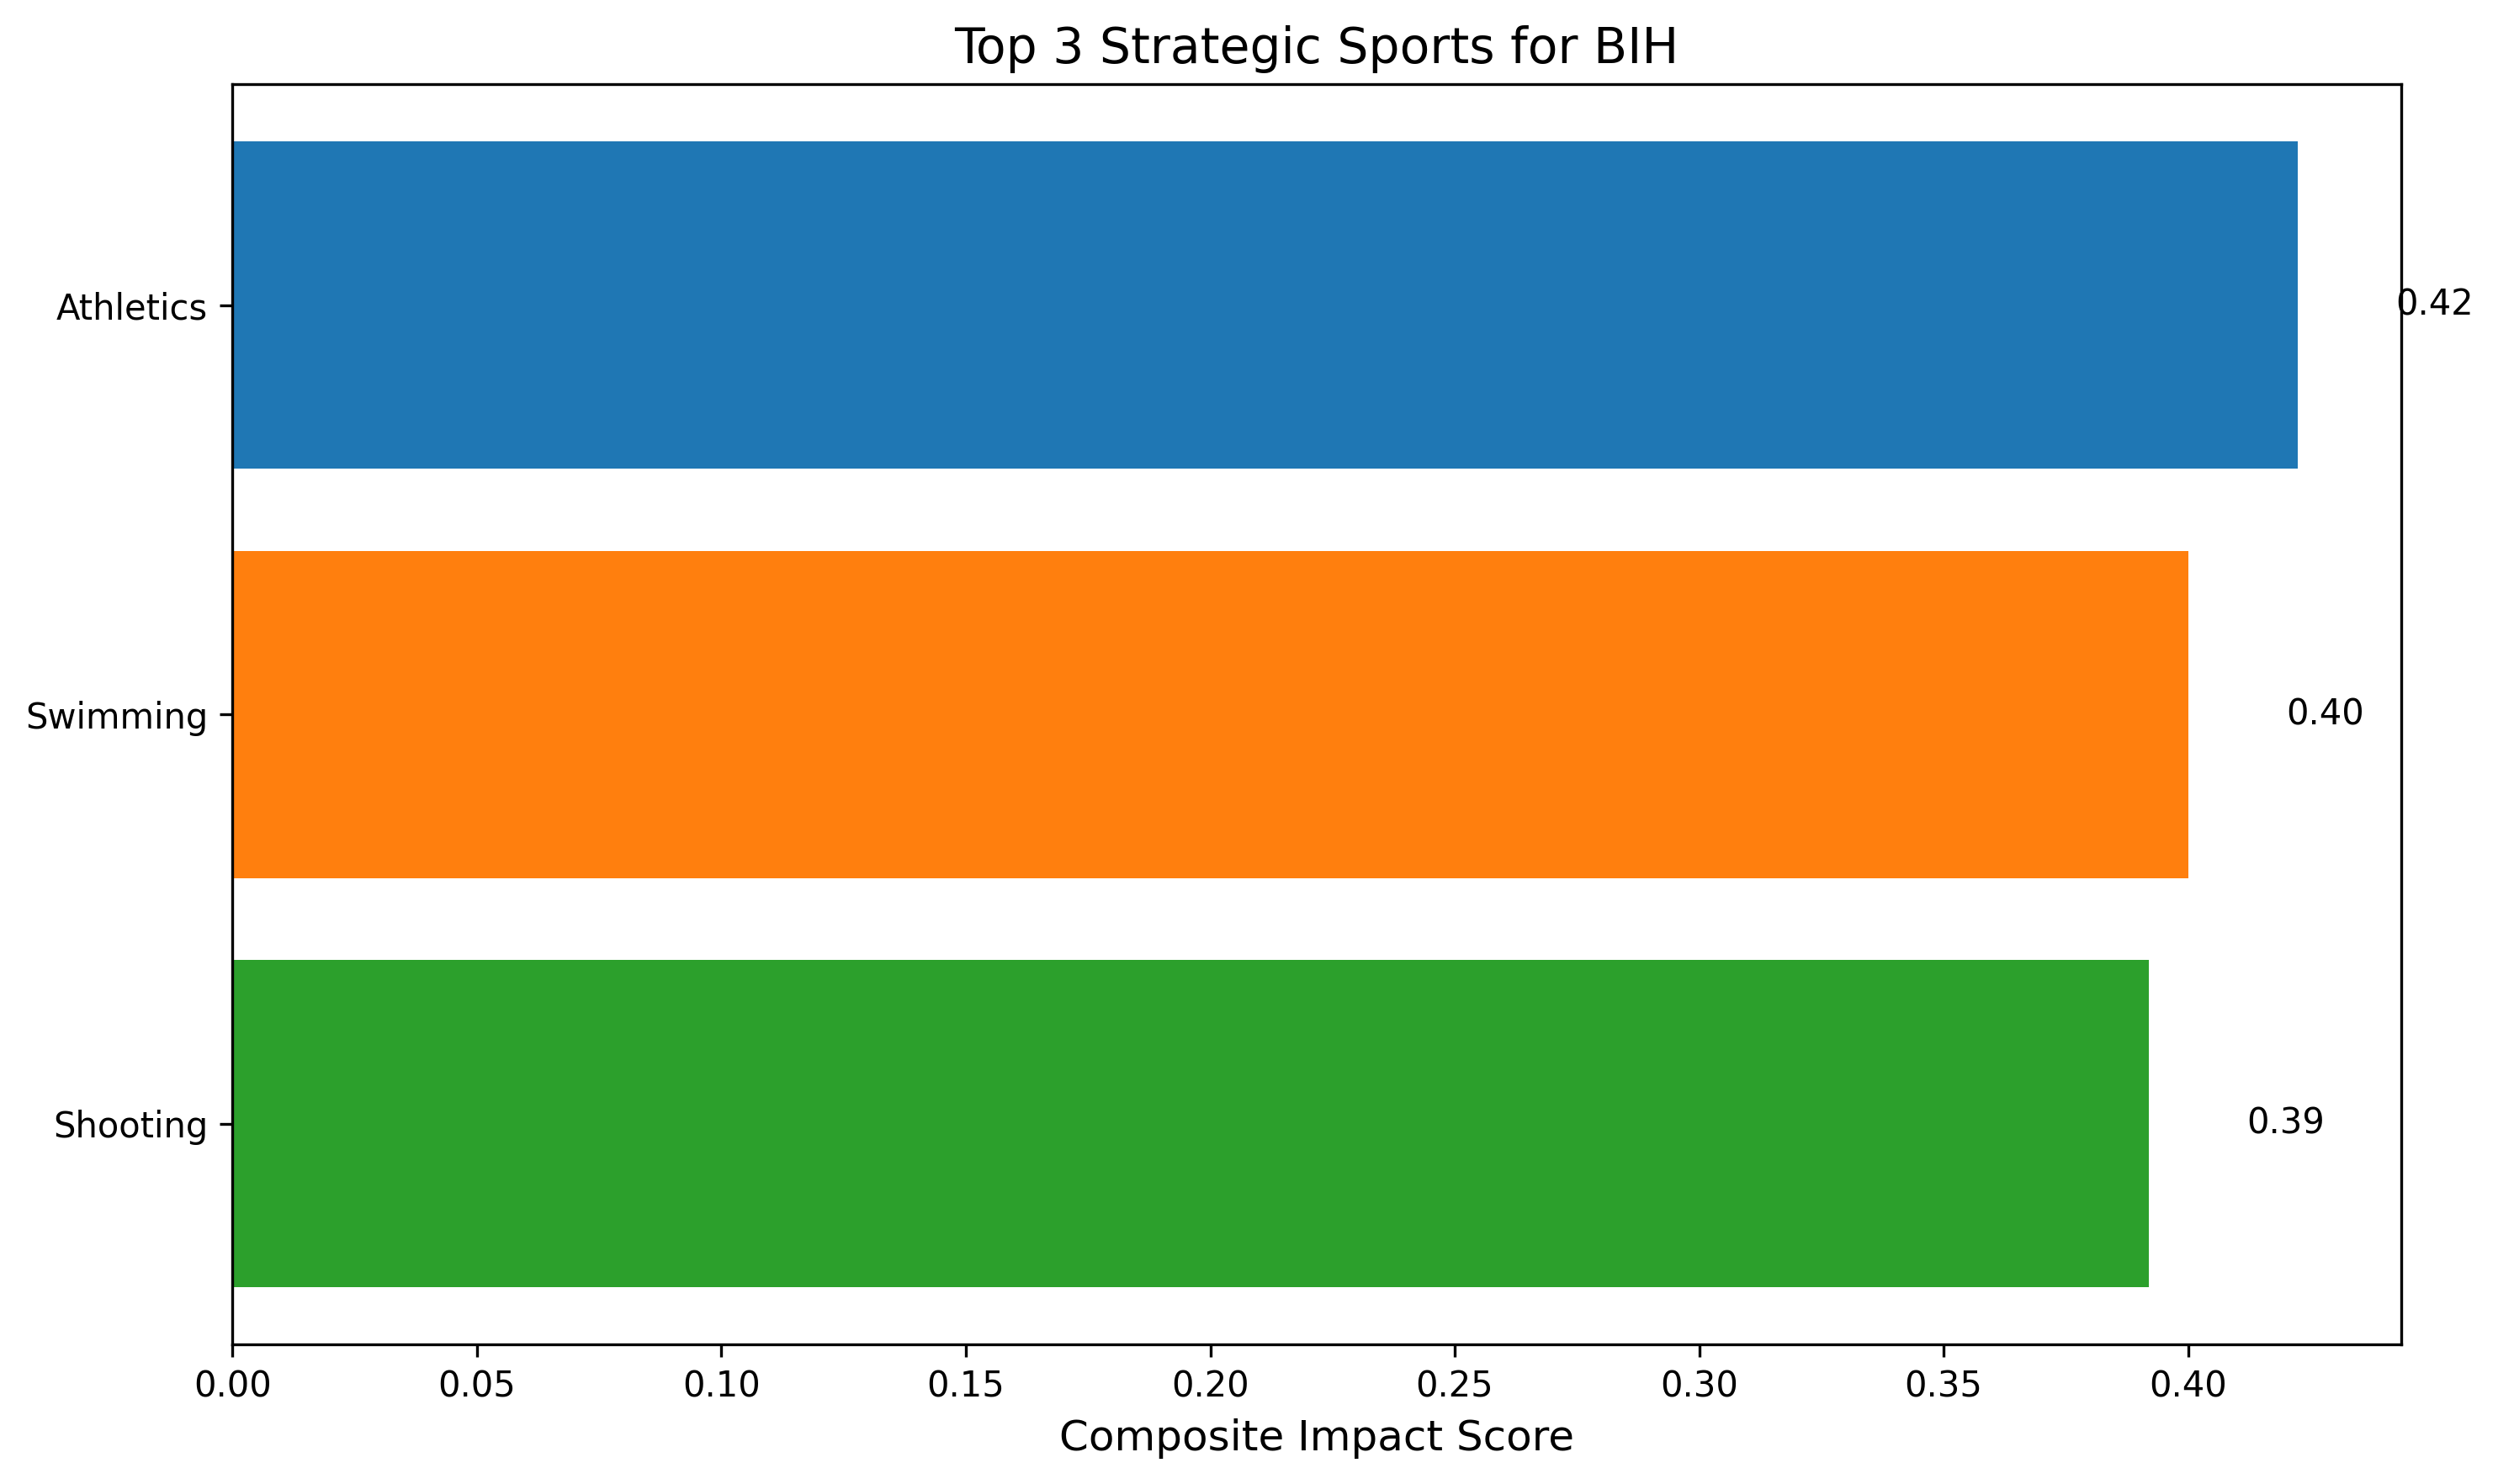 Top 3 Strategic Sports for BIH
Athletics
0.42
Swimming
0.40
Shooting
0.39
0.00 0.05 0.10 0.15 0.20 0.25 0.30 0.35 0.40
Composite Impact Score